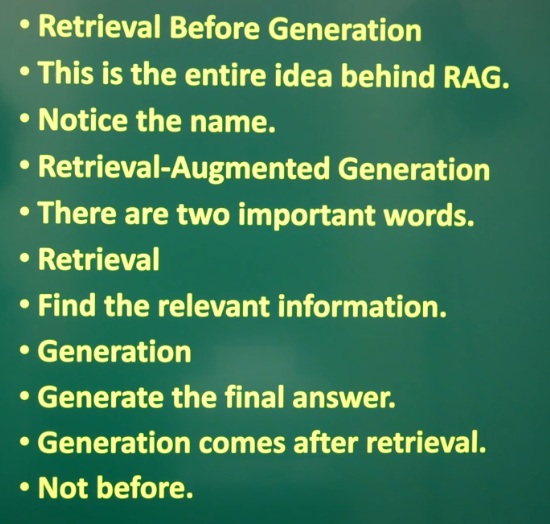 • Retrieval Before Generation
• This is the entire idea behind RAG.
• Notice the name.
• Retrieval-Augmented Generation
• There are two important words.
• Retrieval
• Find the relevant information.
• Generation
• Generate the final answer.
• Generation comes after retrieval.
• Not before.